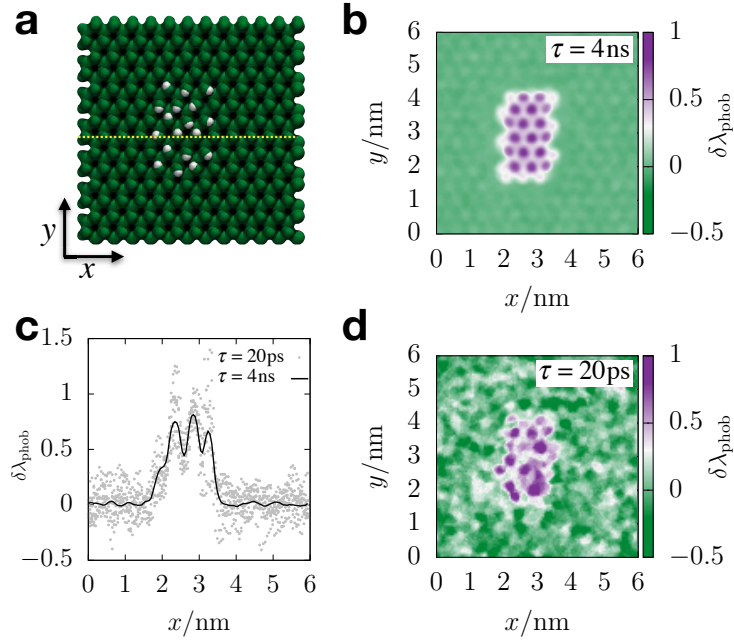 a
y
x
b
τ = 4 ns
6
5
4
3
2
1
0
y/nm
0 1 2 3 4 5 6
x/nm
1
0.5
0
−0.5
δλphob
c
τ = 20ps
τ = 4ns
1.5
1
0.5
0
−0.5
δλphob
0 1 2 3 4 5 6
x/nm
d
τ = 20ps
6
5
4
3
2
1
0
y/nm
0 1 2 3 4 5 6
x/nm
1
0.5
0
−0.5
δλphob